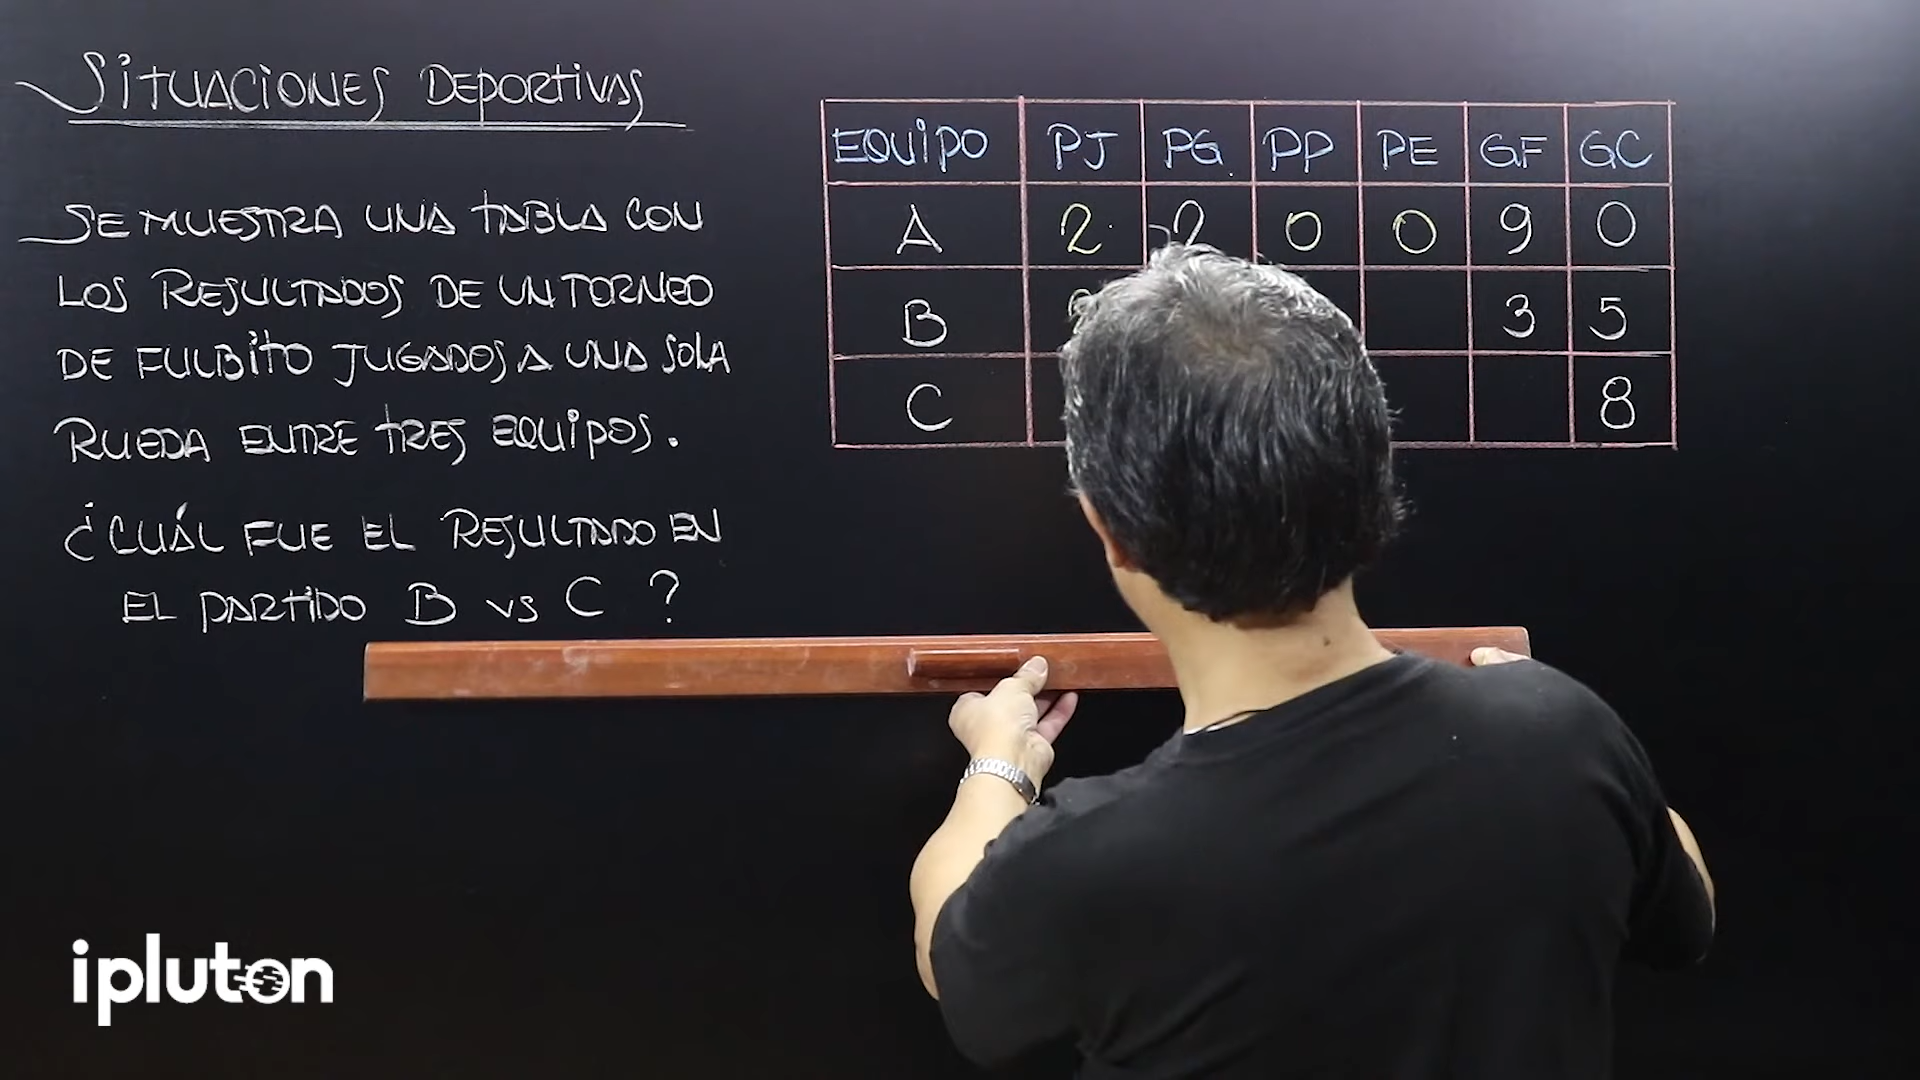 SITUACIONES DEPORTIVAS
SE MUESTRA UNA TABLA CON
LOS RESULTADOS DE UN TORNEO
DE FULBITO JUGADOS A UNA SOLA
RUEDA ENTRE TRES EQUIPOS.
¿CUÁL FUE EL RESULTADO EN
EL PARTIDO B vs C ?
EQUIPO PJ PG PP PE GF GC
A 2 2 0 0 9 0
B 3 5
C 8
ipluton